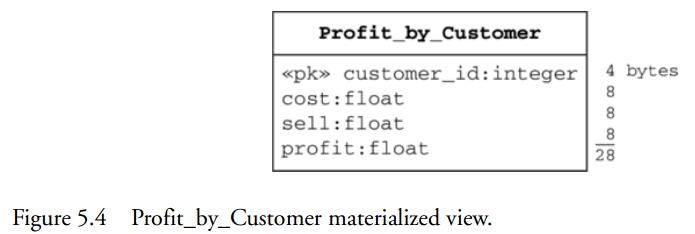 Profit_by_Customer
«pk» customer_id:integer 4 bytes
cost:float 8
sell:float 8
profit:float 8
28
Figure 5.4 Profit_by_Customer materialized view.